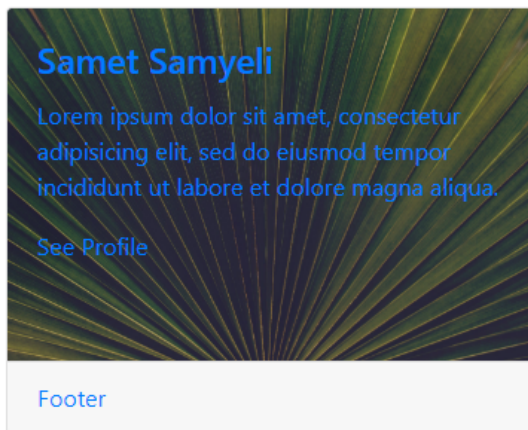 Samet Samyeli
Lorem ipsum dolor sit amet, consectetur
adipisicing elit, sed do eiusmod tempor
incididunt ut labore et dolore magna aliqua.
See Profile
Footer